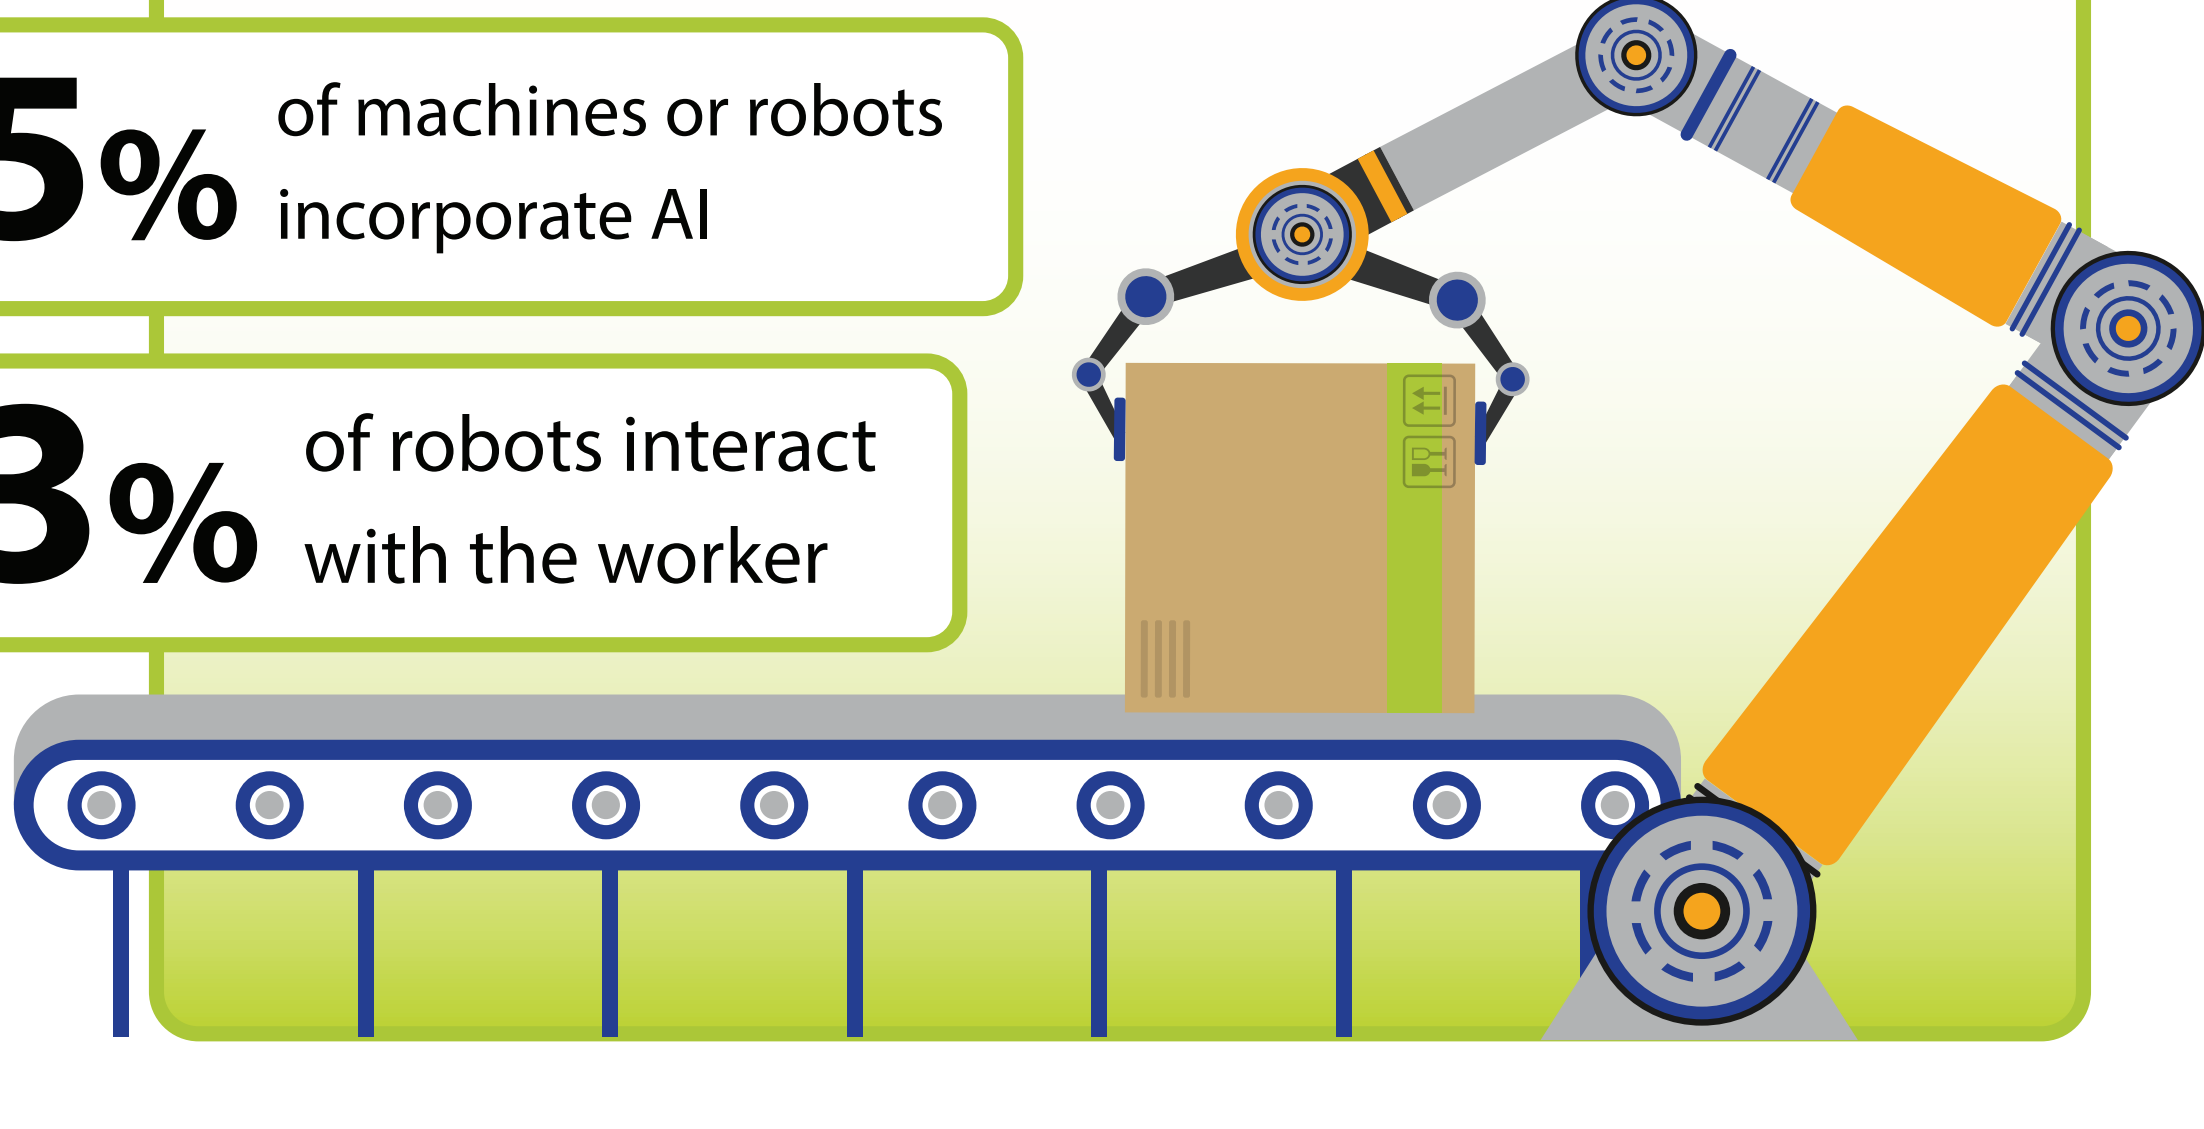 5% of machines or robots
incorporate AI
3% of robots interact
with the worker